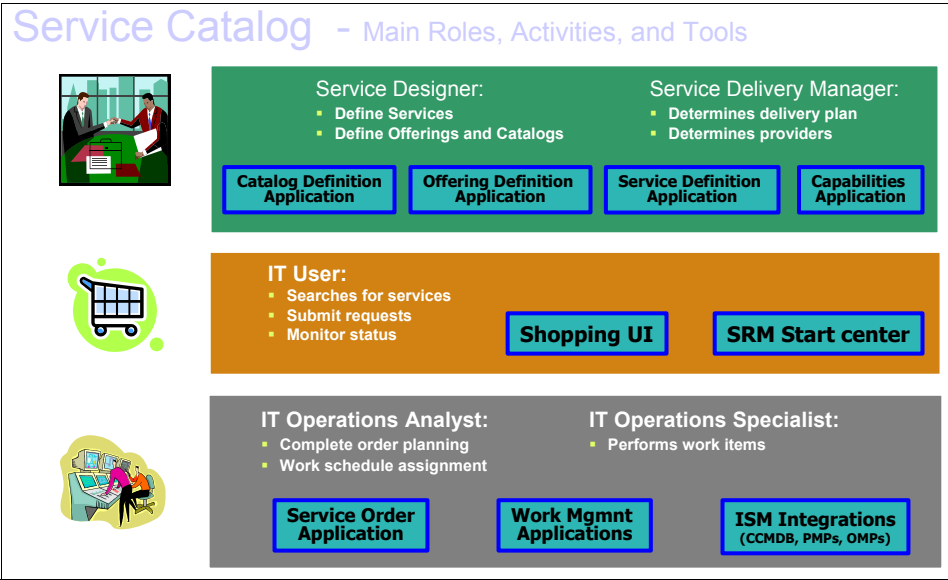 Service Catalog - Main Roles, Activities, and Tools
Service Designer:
▪ Define Services
▪ Define Offerings and Catalogs
Service Delivery Manager:
▪ Determines delivery plan
▪ Determines providers
Catalog Definition
Application
Offering Definition
Application
Service Definition
Application
Capabilities
Application
IT User:
▪ Searches for services
▪ Submit requests
▪ Monitor status
Shopping UI
SRM Start center
IT Operations Analyst:
▪ Complete order planning
▪ Work schedule assignment
IT Operations Specialist:
▪ Performs work items
Service Order
Application
Work Mgmnt
Applications
ISM Integrations
(CCMDB, PMPs, OMPs)